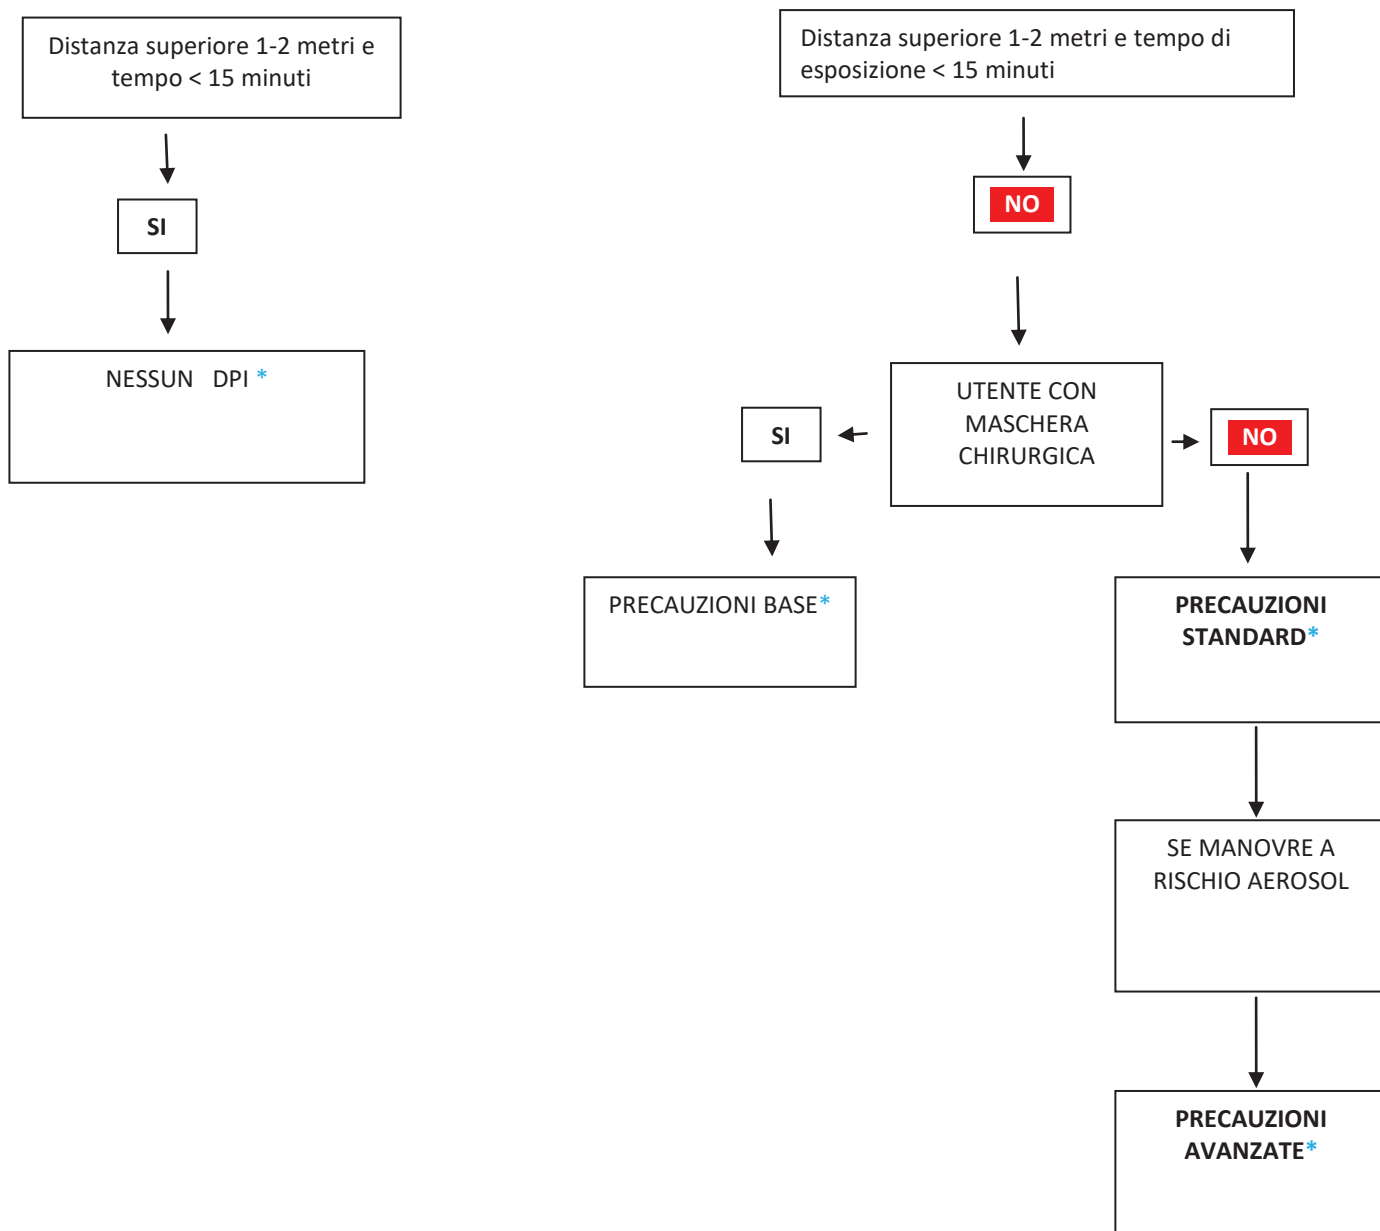 Distanza superiore 1-2 metri e
tempo < 15 minuti
SI
NESSUN DPI *
Distanza superiore 1-2 metri e tempo di
esposizione < 15 minuti
NO
UTENTE CON
MASCHERA
CHIRURGICA
SI
NO
PRECAUZIONI BASE*
PRECAUZIONI
STANDARD*
SE MANOVRE A
RISCHIO AEROSOL
PRECAUZIONI
AVANZATE*